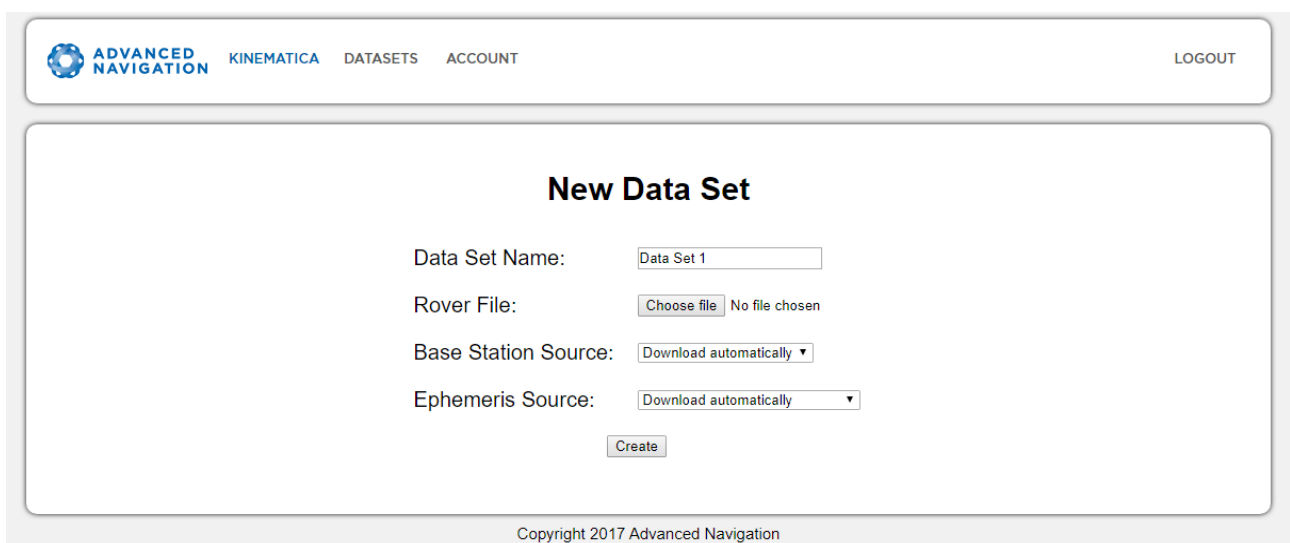 ADVANCED
NAVIGATION
KINEMATICA DATASETS ACCOUNT LOGOUT
New Data Set
Data Set Name: Data Set 1
Rover File: Choose file No file chosen
Base Station Source: Download automatically
Ephemeris Source: Download automatically
Create
Copyright 2017 Advanced Navigation